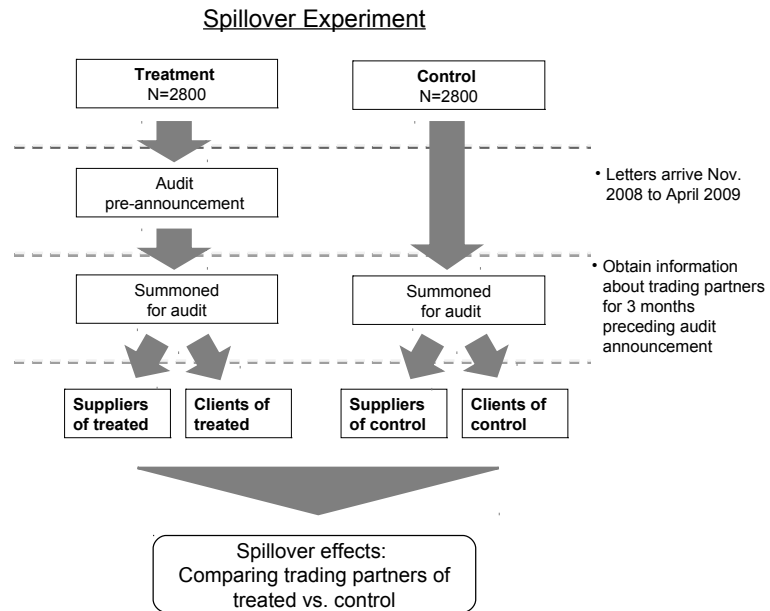 Spillover Experiment
Treatment
N=2800
Control
N=2800
Audit
pre-announcement
• Letters arrive Nov.
2008 to April 2009
Summoned
for audit
Summoned
for audit
• Obtain information
about trading partners
for 3 months
preceding audit
announcement
Suppliers
of treated
Clients of
treated
Suppliers
of control
Clients of
control
Spillover effects:
Comparing trading partners of
treated vs. control